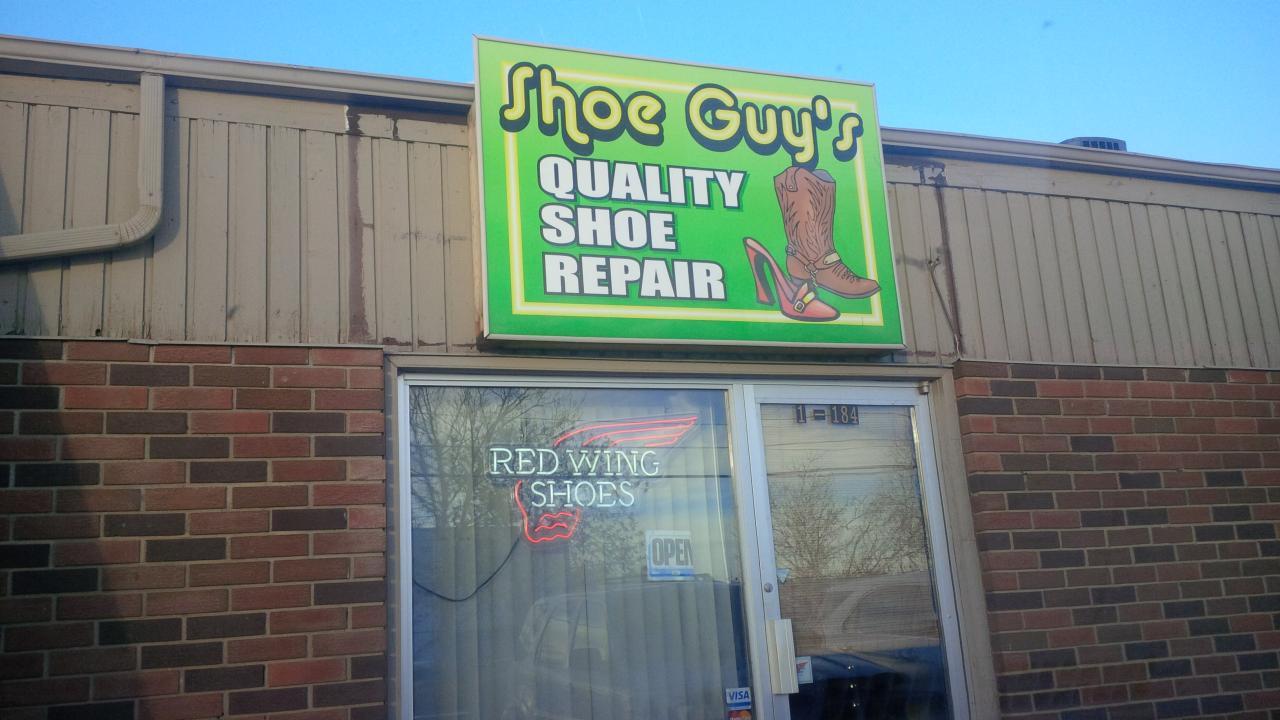 Shoe Guy's
QUALITY
SHOE
REPAIR
1 - 184
RED WING
SHOES
OPEN
VISA